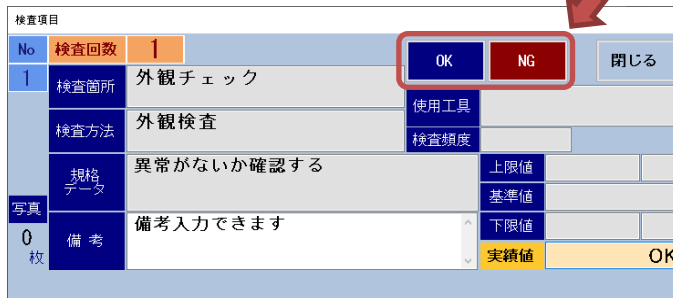 検査項目
No 検査回数 1 OK NG 閉じる
1 検査箇所 外観チェック
使用工具
検査方法 外観検査
検査頻度
規格
データ 異常がないか確認する 上限値
基準値
写真
0
枚 備 考 備考入力できます 下限値
実績値 OK